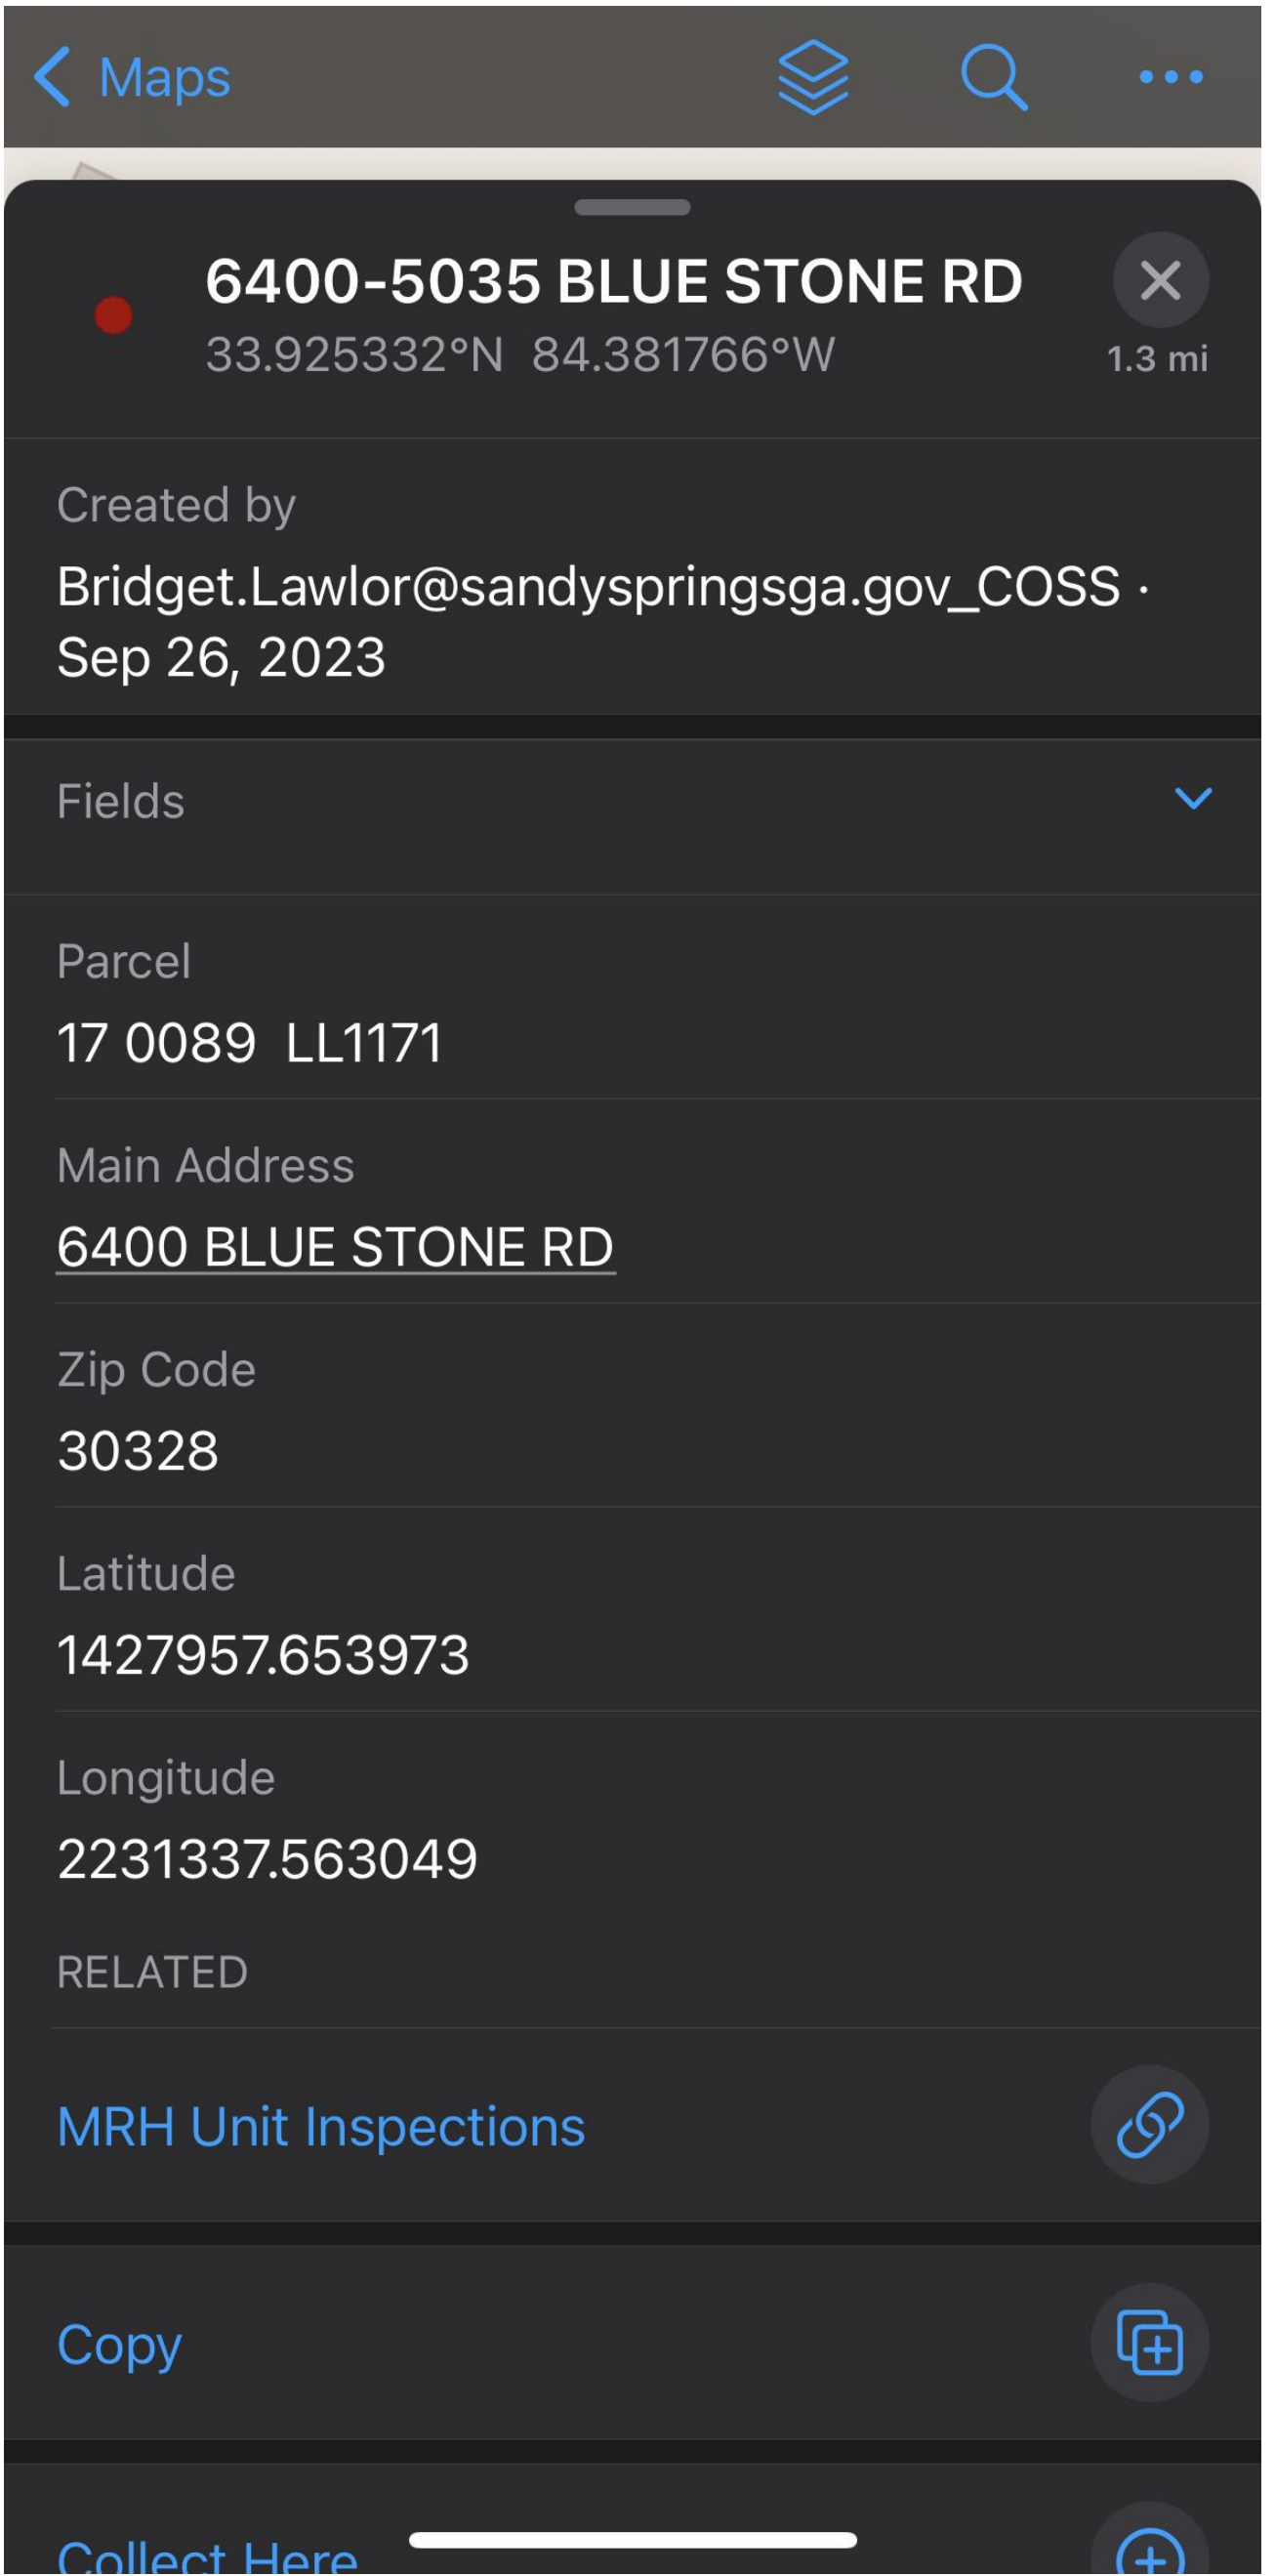 Maps
6400-5035 BLUE STONE RD
33.925332°N 84.381766°W
1.3 mi
Created by
Bridget.Lawlor@sandyspringsga.gov_COSS ·
Sep 26, 2023
Fields
Parcel
17 0089  LL1171
Main Address
6400 BLUE STONE RD
Zip Code
30328
Latitude
1427957.653973
Longitude
2231337.563049
RELATED
MRH Unit Inspections
Copy
Collect Here